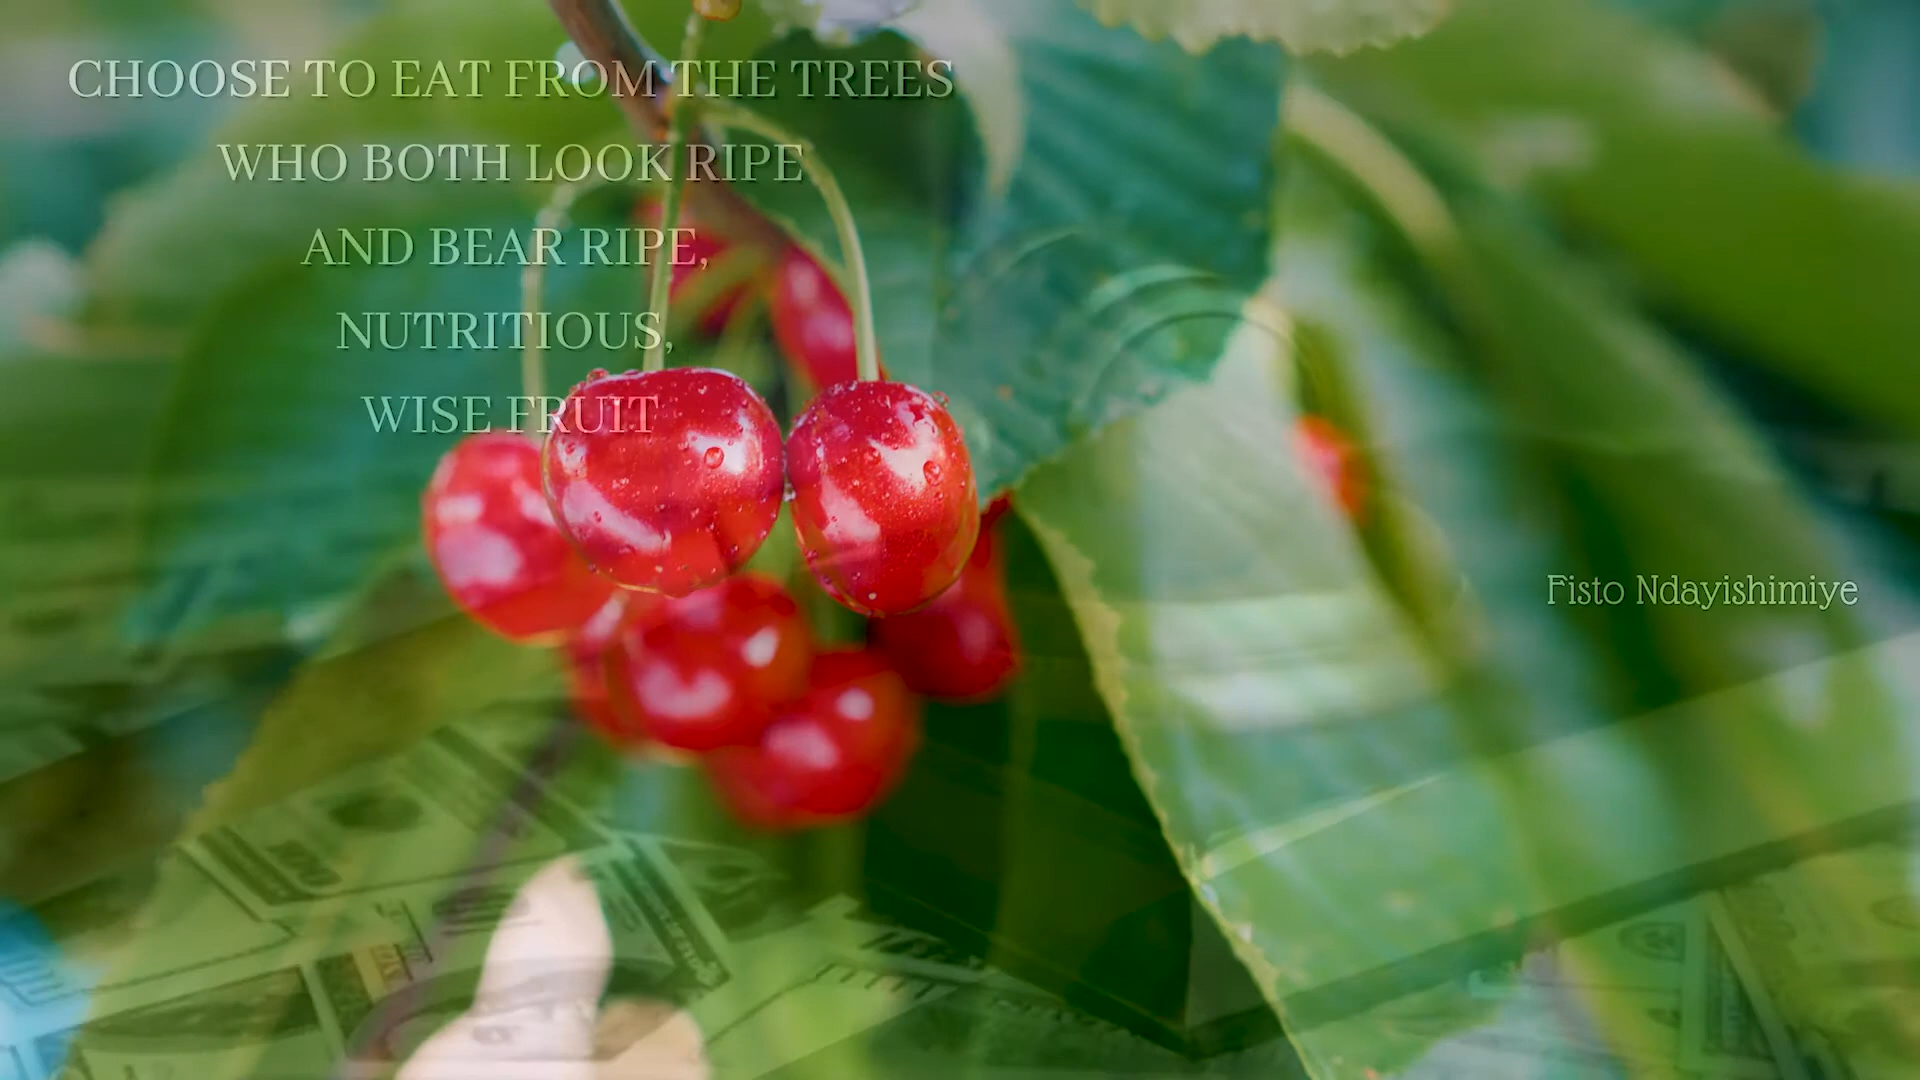 CHOOSE TO EAT FROM THE TREES
WHO BOTH LOOK RIPE
AND BEAR RIPE,
NUTRITIOUS,
WISE FRUIT
Fisto Ndayishimiye